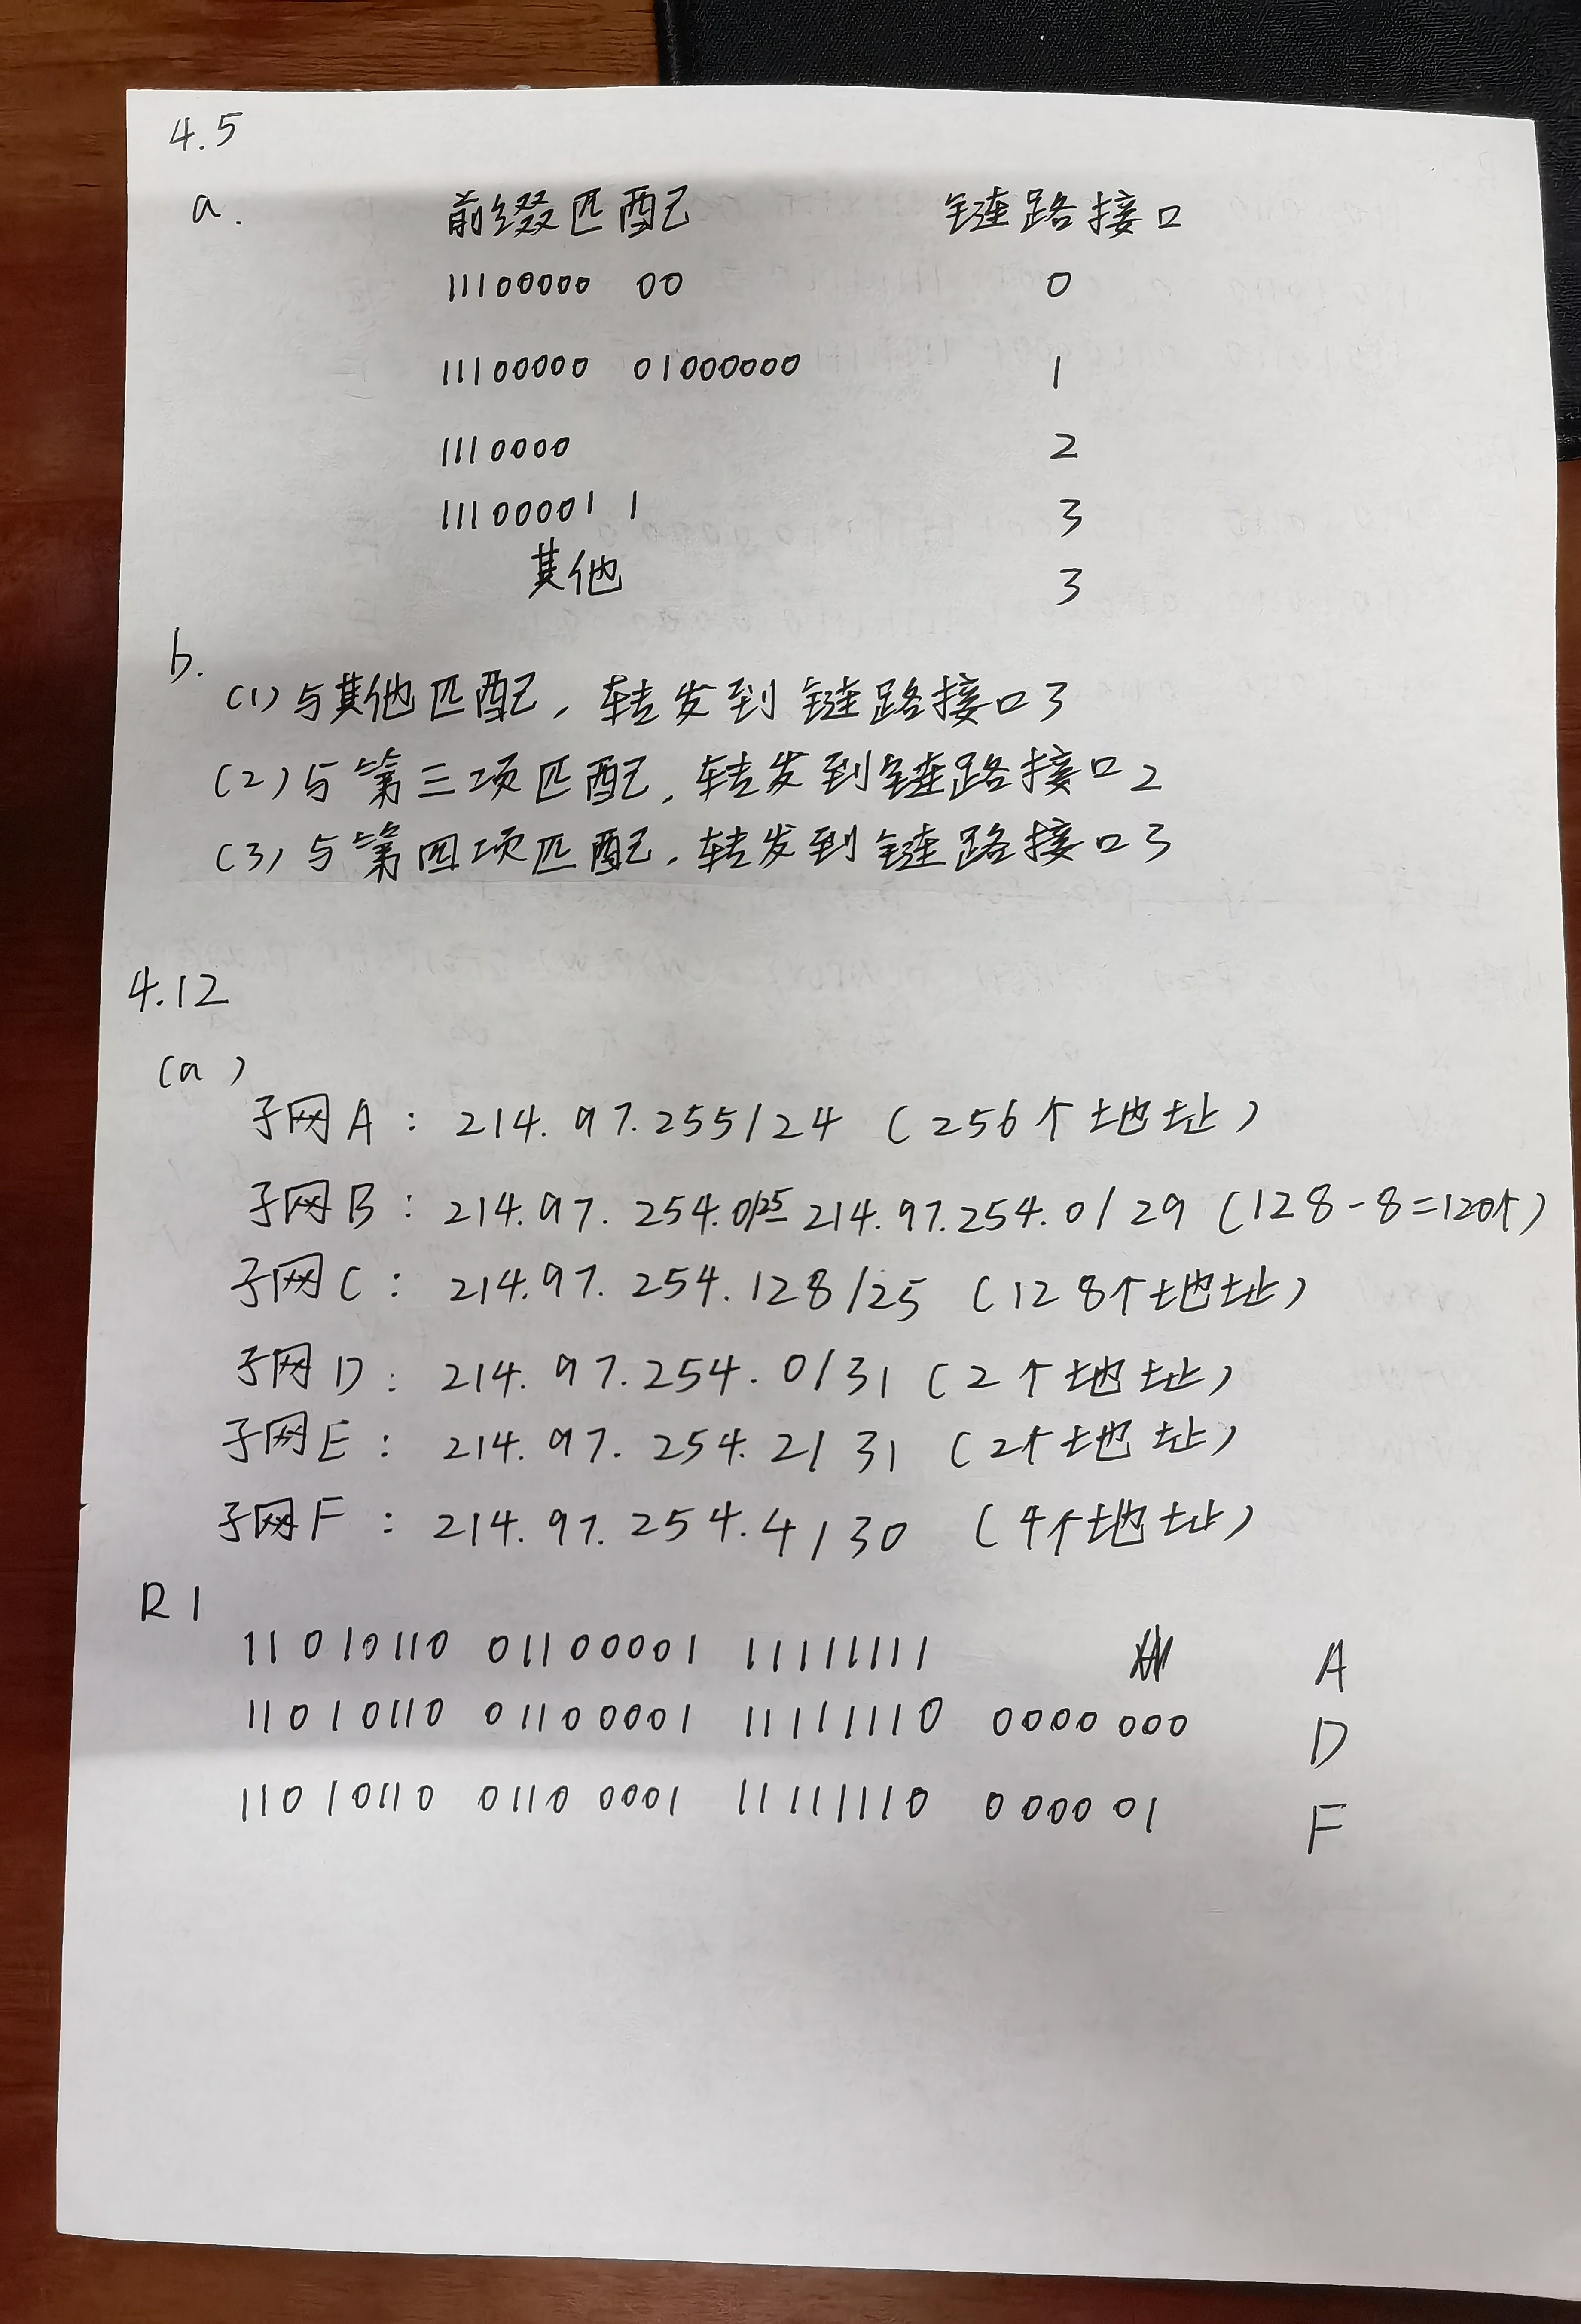 4.5
a. 前缀匹配 链路接口
11100000 00 0
11100000 01000000 1
1110000 2
11100001 1 3
其他 3
b.
(1)与其他匹配,转发到链路接口3
(2)与第三项匹配,转发到链路接口2
(3)与第四项匹配,转发到链路接口3
4.12
(a)
子网A: 214.97.255/24 (256个地址)
子网B: 214.97.254.0/25-214.97.254.0/29 (128-8=120个)
子网C: 214.97.254.128/25 (128个地址)
子网D: 214.97.254.0/31 (2个地址)
子网E: 214.97.254.2/31 (2个地址)
子网F: 214.97.254.4/30 (4个地址)
R1
11010110 01100001 11111111 A
11010110 01100001 11111110 0000000 D
11010110 01100001 11111110 000001 F